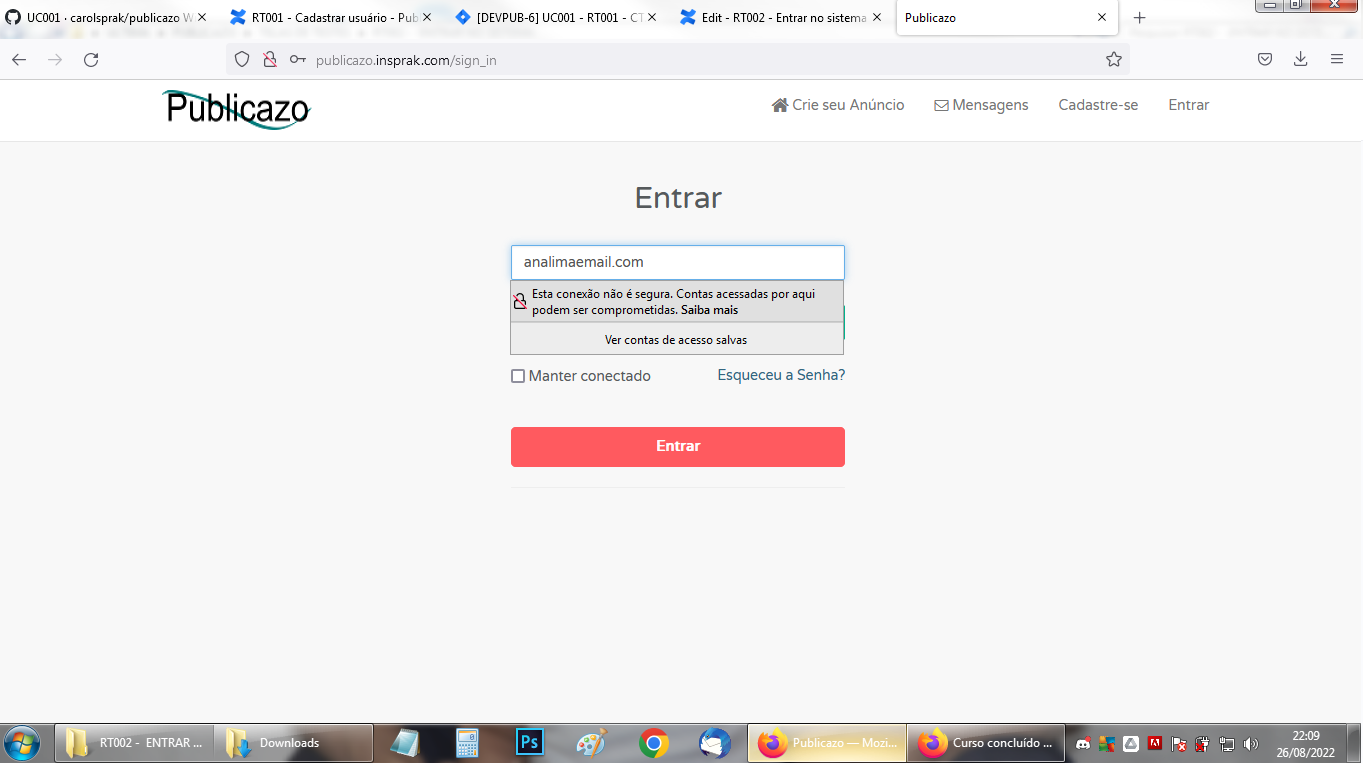 UC001 · carolsprak/publicazo W
RT001 - Cadastrar usuário - Pub
[DEVPUB-6] UC001 - RT001 - CT
Edit - RT002 - Entrar no sistema
Publicazo
publicazo.insprak.com/sign_in
Publicazo
Crie seu Anúncio
Mensagens
Cadastre-se
Entrar
Entrar
analimaemail.com
Esta conexão não é segura. Contas acessadas por aqui
podem ser comprometidas. Saiba mais
Ver contas de acesso salvas
Manter conectado
Esqueceu a Senha?
Entrar
RT002 - ENTRAR ...
Downloads
Ps
Publicazo — Mozi...
Curso concluído ...
22:09
26/08/2022